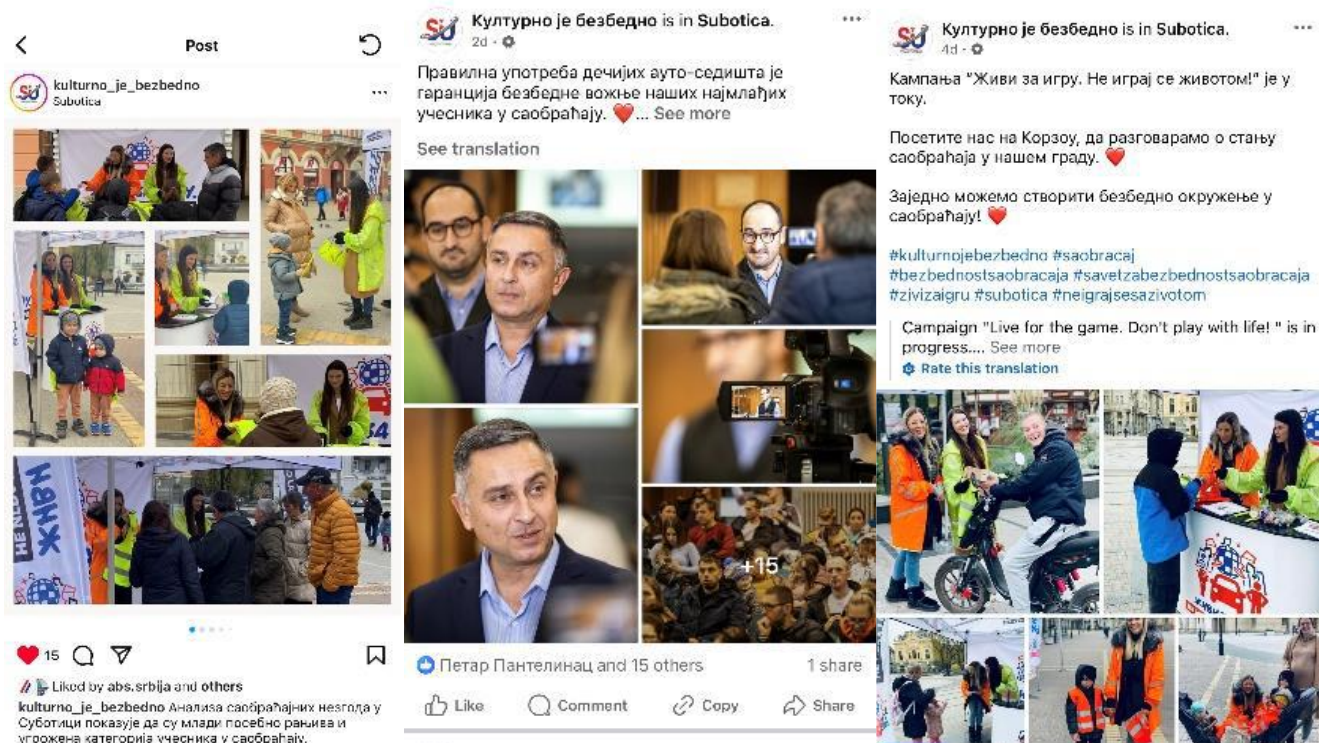 Post
kulturno_je_bezbedno
Subotica
НЕ
ЖИВИ
15
Liked by abs.srbija and others
kulturno_je_bezbedno Анализа саобраћајних незгода у
Суботици показује да су млади посебно рањива и
угрожена категорија учесника у саобраћају.
Културно је безбедно is in Subotica.
2d
Правилна употреба дечијих ауто-седишта је
гаранција безбедне вожње наших најмлађих
учесника у саобраћају. ❤️... See more
See translation
+15
Петар Пантелинац and 15 others
1 share
Like
Comment
Copy
Share
Културно је безбедно is in Subotica.
4d
Кампања "Живи за игру. Не играј се животом!" је у
току.
Посетите нас на Корзоу, да разговарамо о стању
саобраћаја у нашем граду. ❤️
Заједно можемо створити безбедно окружење у
саобраћају! ❤️
#kulturnojebezbedno #saobracaj
#bezbednostsaobracaja #savetzabezbednostsaobracaja
#zivizaigru #subotica #neigrajsesazivotom
Campaign "Live for the game. Don't play with life! " is in
progress.... See more
Rate this translation